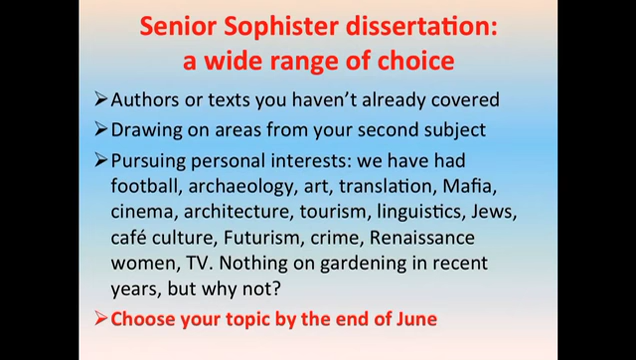 Senior Sophister dissertation:
a wide range of choice
➢Authors or texts you haven't already covered
➢Drawing on areas from your second subject
➢Pursuing personal interests: we have had
football, archaeology, art, translation, Mafia,
cinema, architecture, tourism, linguistics, Jews,
café culture, Futurism, crime, Renaissance
women, TV. Nothing on gardening in recent
years, but why not?
➢Choose your topic by the end of June